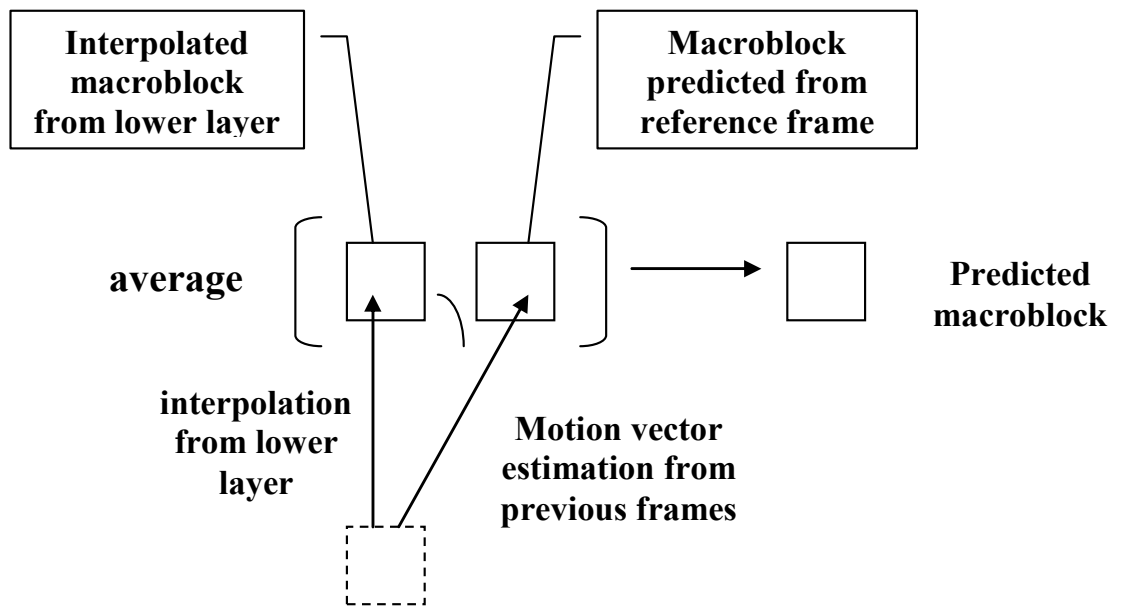 Interpolated
macroblock
from lower layer
Macroblock
predicted from
reference frame
average
Predicted
macroblock
interpolation
from lower
layer
Motion vector
estimation from
previous frames